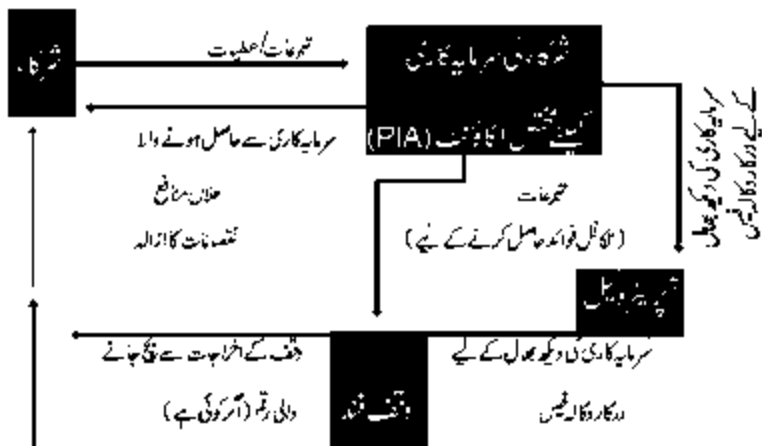 شرکاء
تبرعات/عطیات
شرکاء کی سرمایہ کاری
کیلئے مختص اکاؤنٹ (PIA)
سرمایہ کاری سے حاصل ہونے والا
حلال منافع
نقصانات کا ازالہ
تبرعات
(تکافل فوائد حاصل کرنے کے لیے)
سرمایہ کاری کی دیکھ بھال
کے لیے درکار وکالہ فیس
آپریٹر/وکیل
وقف کے اخراجات سے بچ جانے
والی رقم (اگر کوئی ہے)
وقف فنڈ
سرمایہ کاری کی دیکھ بھال کے لیے
درکار وکالہ فیس